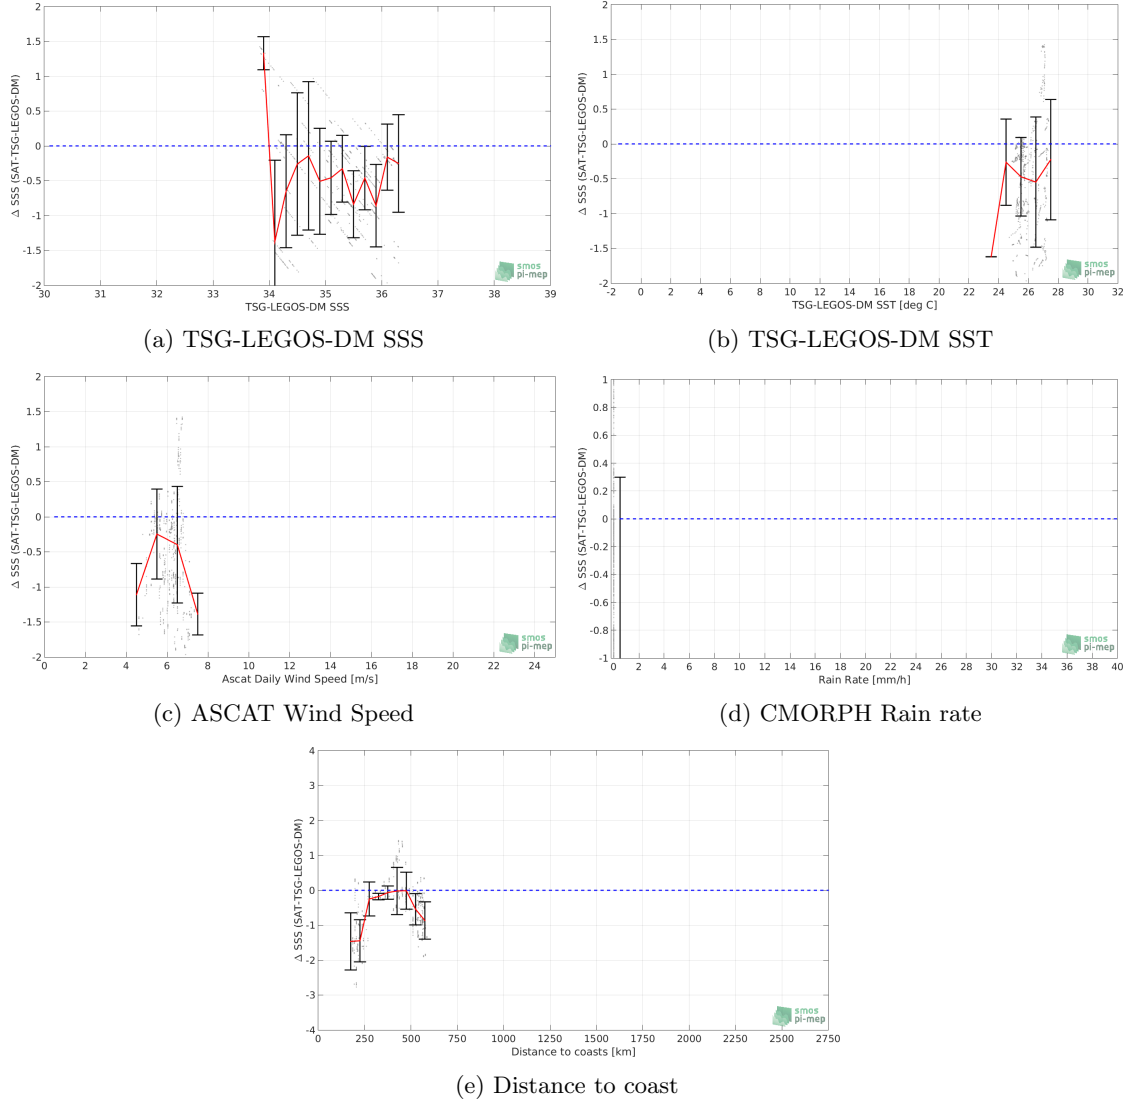 2
1.5
1
0.5
0
-0.5
-1
-1.5
-2
Δ SSS (SAT-TSG-LEGOS-DM)
30 31 32 33 34 35 36 37 38 39
TSG-LEGOS-DM SSS
smos
pi-mep
(a) TSG-LEGOS-DM SSS
2
1.5
1
0.5
0
-0.5
-1
-1.5
-2
Δ SSS (SAT-TSG-LEGOS-DM)
-2 0 2 4 6 8 10 12 14 16 18 20 22 24 26 28 30 32
TSG-LEGOS-DM SST [deg C]
smos
pi-mep
(b) TSG-LEGOS-DM SST
2
1.5
1
0.5
0
-0.5
-1
-1.5
-2
Δ SSS (SAT-TSG-LEGOS-DM)
0 2 4 6 8 10 12 14 16 18 20 22 24
Ascat Daily Wind Speed [m/s]
smos
pi-mep
(c) ASCAT Wind Speed
1
0.8
0.6
0.4
0.2
0
-0.2
-0.4
-0.6
-0.8
-1
Δ SSS (SAT-TSG-LEGOS-DM)
0 2 4 6 8 10 12 14 16 18 20 22 24 26 28 30 32 34 36 38 40
Rain Rate [mm/h]
smos
pi-mep
(d) CMORPH Rain rate
4
3
2
1
0
-1
-2
-3
-4
Δ SSS (SAT-TSG-LEGOS-DM)
0 250 500 750 1000 1250 1500 1750 2000 2250 2500 2750
Distance to coasts [km]
smos
pi-mep
(e) Distance to coast